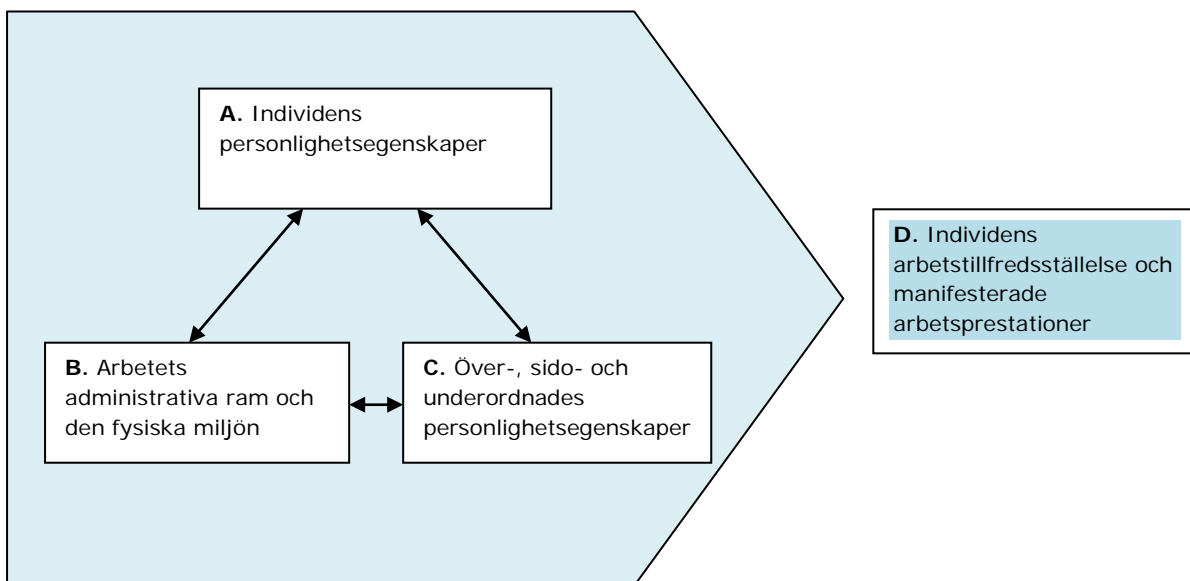 A. Individens
personlighetsegenskaper
B. Arbetets
administrativa ram och
den fysiska miljön
C. Över-, sido- och
underordnades
personlighetsegenskaper
D. Individens
arbetstillfredsställelse och
manifesterade
arbetsprestationer